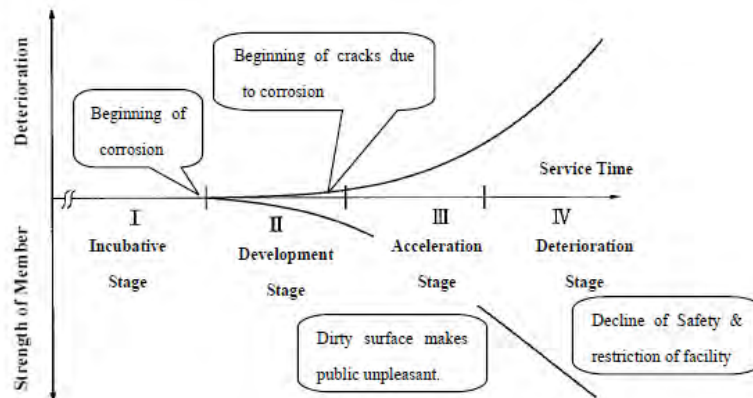 Deterioration
Strength of Member
Beginning of
corrosion
Beginning of cracks due
to corrosion
Service Time
I
Incubative
Stage
II
Development
Stage
III
Acceleration
Stage
IV
Deterioration
Stage
Dirty surface makes
public unpleasant.
Decline of Safety &
restriction of facility